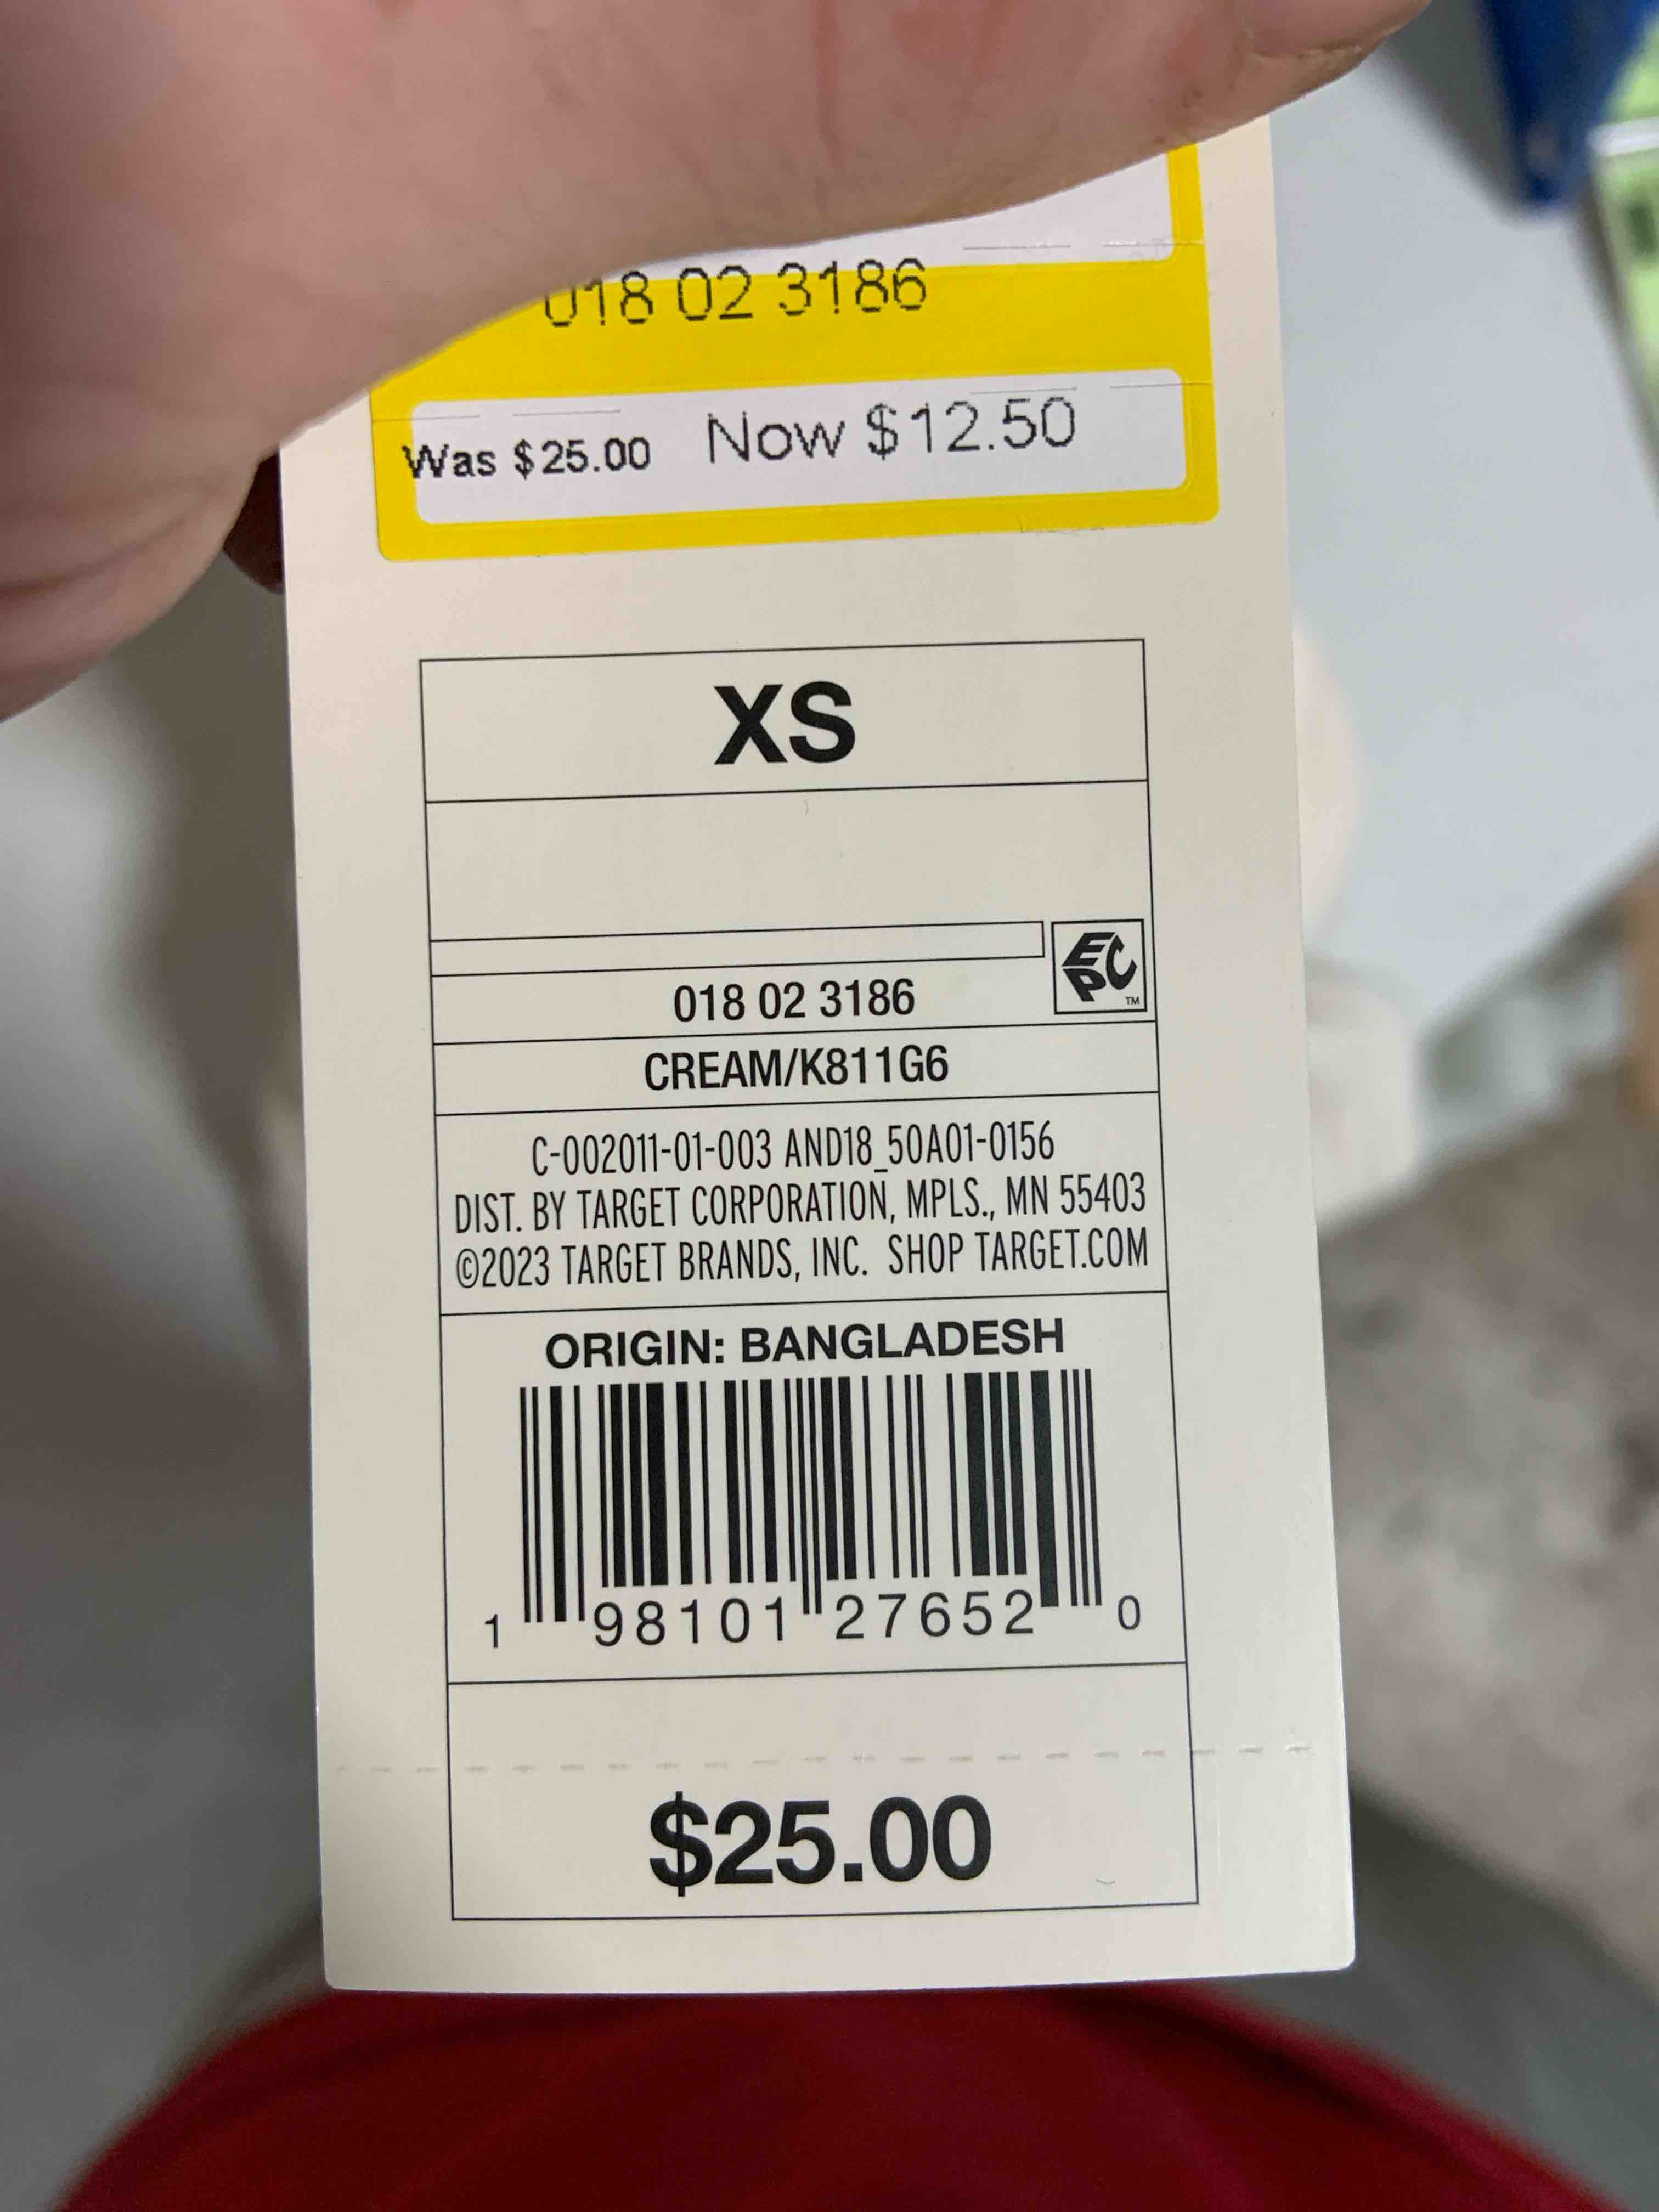 018 02 3186
Was $25.00 Now $12.50
XS
EPC
TM
018 02 3186
CREAM/K811G6
C-002011-01-003 AND18_50A01-0156
DIST. BY TARGET CORPORATION, MPLS., MN 55403
©2023 TARGET BRANDS, INC. SHOP TARGET.COM
ORIGIN: BANGLADESH
1 98101 27652 0
$25.00